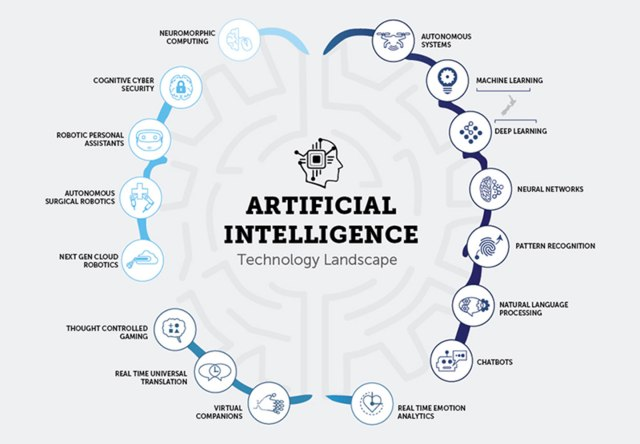 ARTIFICIAL
INTELLIGENCE
Technology Landscape
NEUROMORPHIC
COMPUTING
COGNITIVE CYBER
SECURITY
ROBOTIC PERSONAL
ASSISTANTS
AUTONOMOUS
SURGICAL ROBOTICS
NEXT GEN CLOUD
ROBOTICS
THOUGHT CONTROLLED
GAMING
REAL TIME UNIVERSAL
TRANSLATION
VIRTUAL
COMPANIONS
AUTONOMOUS
SYSTEMS
MACHINE LEARNING
DEEP LEARNING
NEURAL NETWORKS
PATTERN RECOGNITION
NATURAL LANGUAGE
PROCESSING
CHATBOTS
REAL TIME EMOTION
ANALYTICS